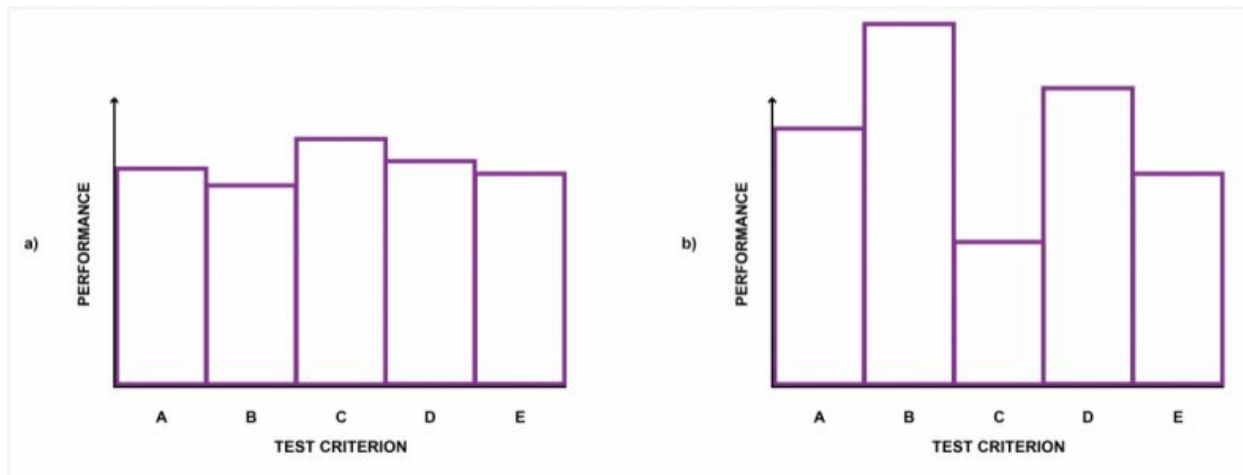 a)
PERFORMANCE
A B C D E
TEST CRITERION
b)
PERFORMANCE
A B C D E
TEST CRITERION